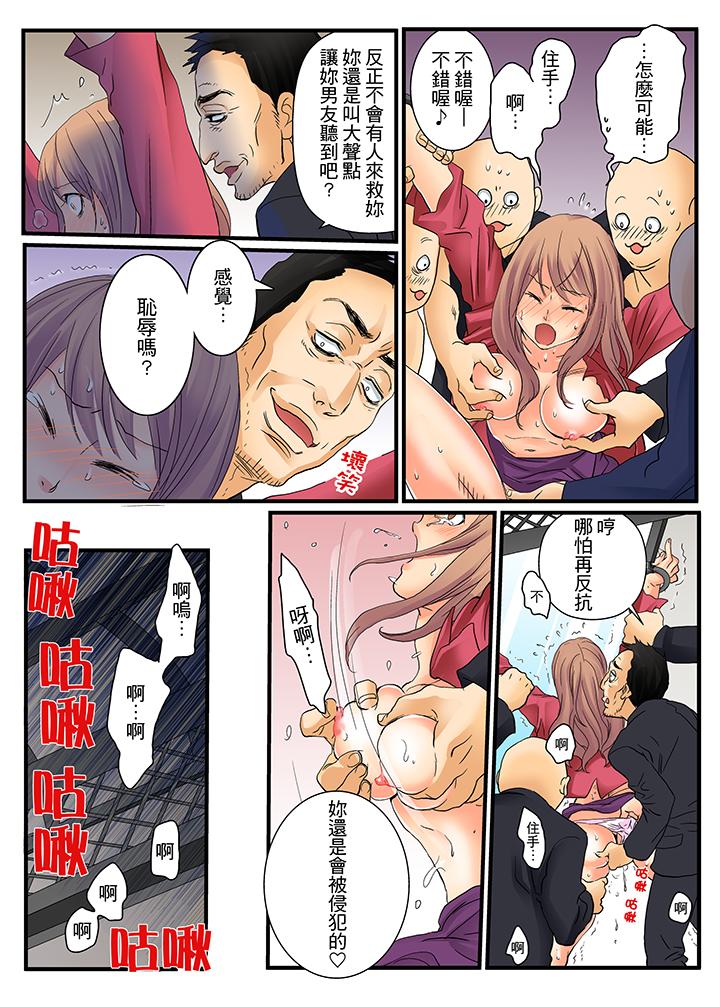 …怎麼可能…
住手…
啊…
不錯喔ー
不錯喔♪
反正不會有人來救妳
妳還是叫大聲點
讓妳男友聽到吧？
感覺…
恥辱嗎？
壞笑
哼
哪怕再反抗
不
啊
住手…
啊
啊
呀啊…
妳還是會被侵犯的♡
啊嗚…
啊…啊
啊
啊
啊
咕啾
咕啾
咕啾
咕啾